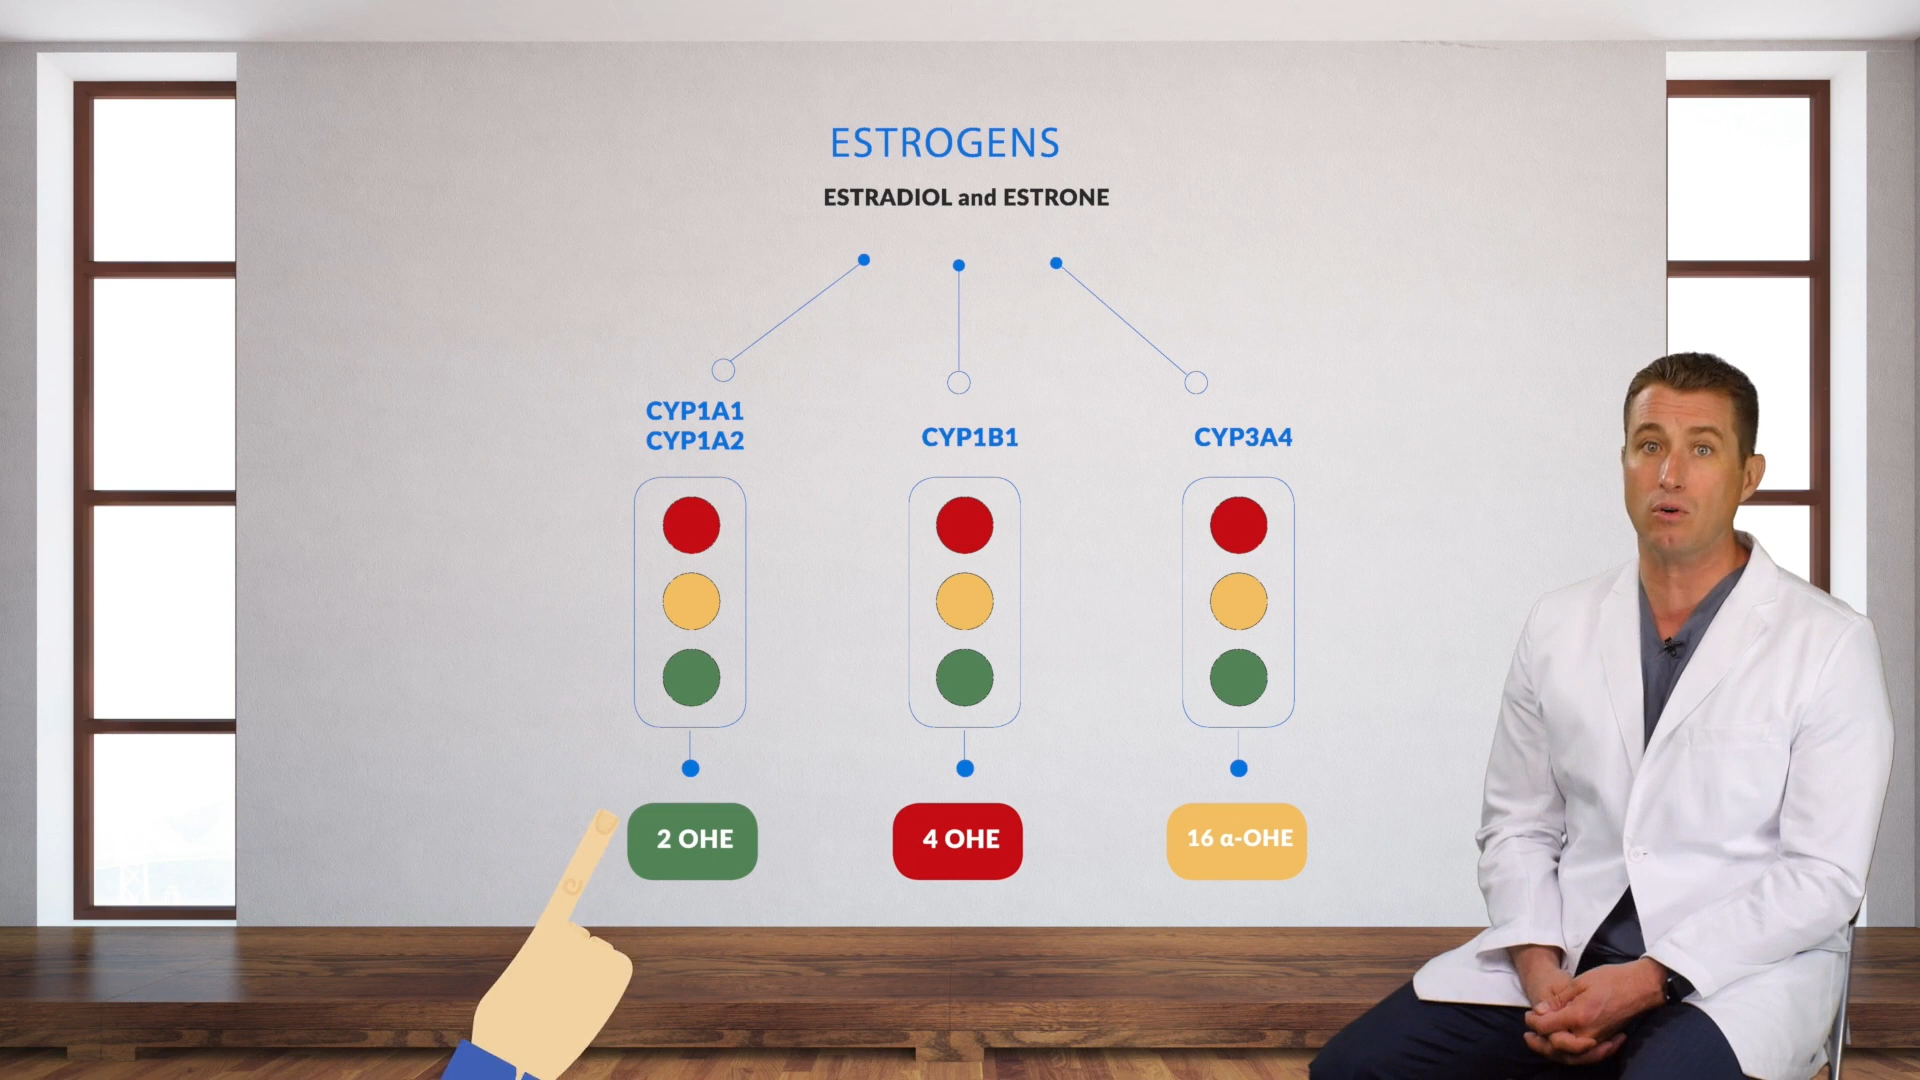 ESTROGENS
ESTRADIOL and ESTRONE
CYP1A1
CYP1A2
CYP1B1
CYP3A4
2 OHE
4 OHE
16 α-OHE